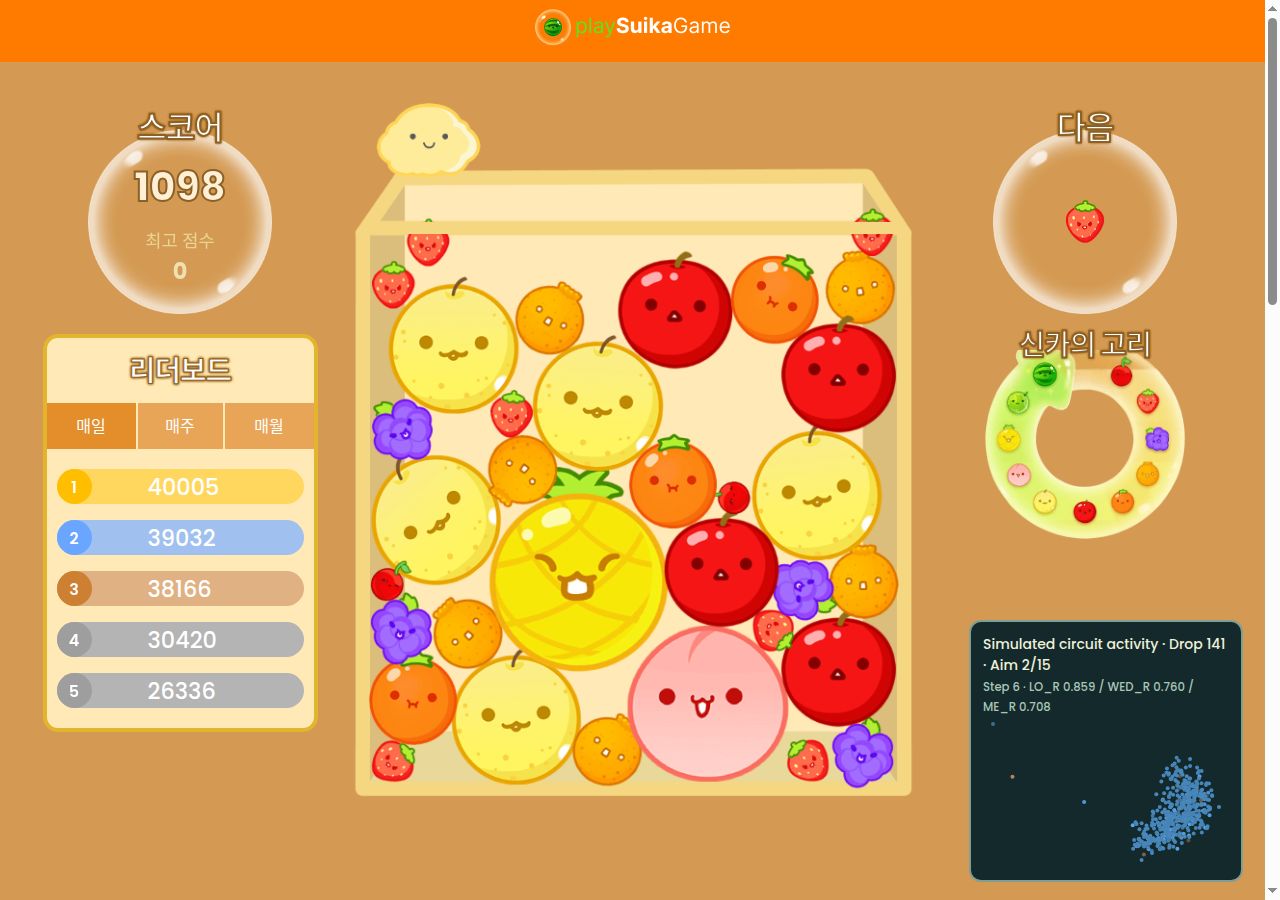 playSuikaGame
스코어
1098
최고 점수
0
다음
신카의 고리
리더보드
매일
매주
매월
1
40005
2
39032
3
38166
4
30420
5
26336
Simulated circuit activity · Drop 141
· Aim 2/15
Step 6 · LO_R 0.859 / WED_R 0.760 /
ME_R 0.708